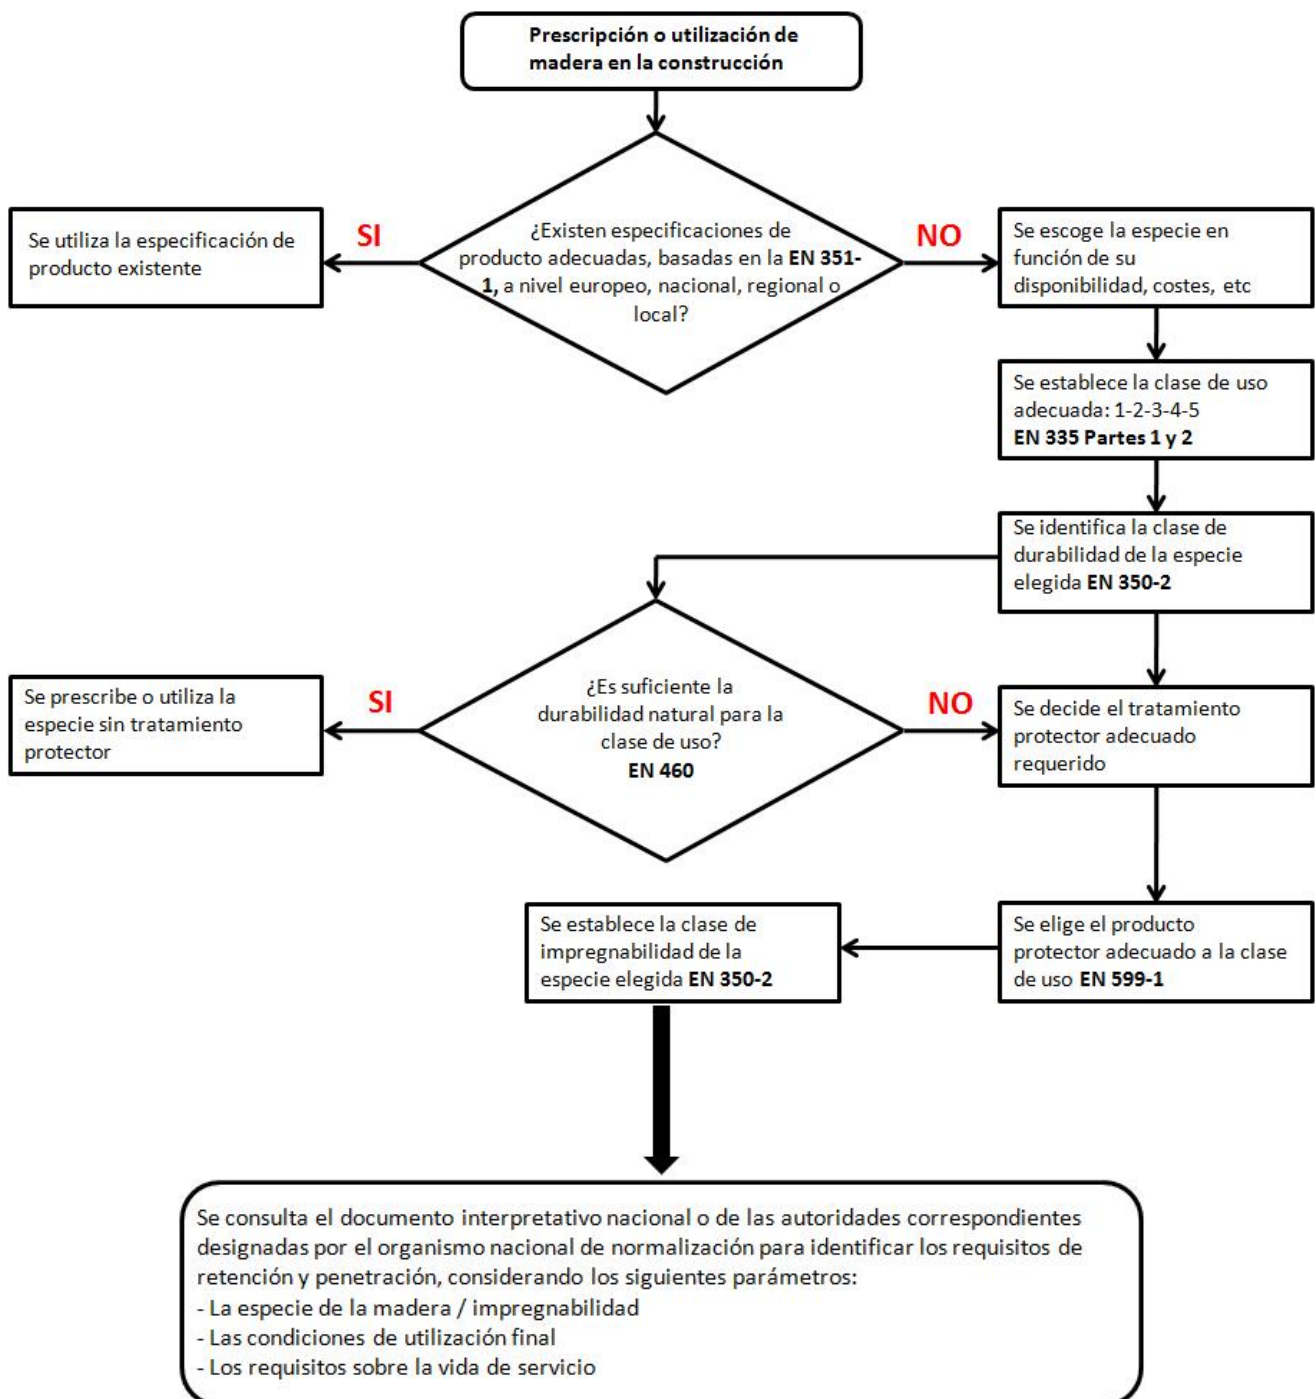 Prescripción o utilización de
madera en la construcción
¿Existen especificaciones de
producto adecuadas, basadas en la EN 351-
1, a nivel europeo, nacional, regional o
local?
SI
NO
Se utiliza la especificación de
producto existente
Se escoge la especie en
función de su
disponibilidad, costes, etc
Se establece la clase de uso
adecuada: 1-2-3-4-5
EN 335 Partes 1 y 2
Se identifica la clase de
durabilidad de la especie
elegida EN 350-2
¿Es suficiente la
durabilidad natural para la
clase de uso?
EN 460
SI
NO
Se prescribe o utiliza la
especie sin tratamiento
protector
Se decide el tratamiento
protector adecuado
requerido
Se elige el producto
protector adecuado a la clase
de uso EN 599-1
Se establece la clase de
impregnabilidad de la
especie elegida EN 350-2
Se consulta el documento interpretativo nacional o de las autoridades correspondientes
designadas por el organismo nacional de normalización para identificar los requisitos de
retención y penetración, considerando los siguientes parámetros:
- La especie de la madera / impregnabilidad
- Las condiciones de utilización final
- Los requisitos sobre la vida de servicio